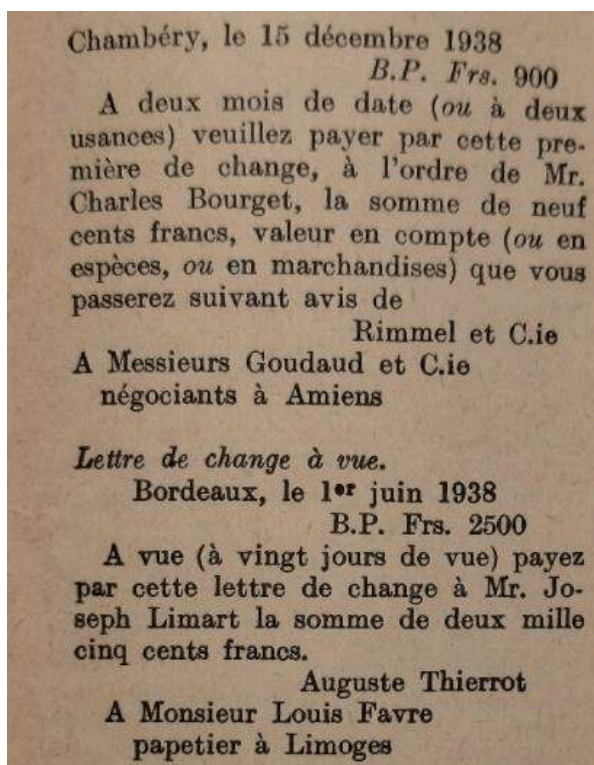 Chambéry, le 15 décembre 1938
B.P. Frs. 900
A deux mois de date (ou à deux
usances) veuillez payer par cette pre-
mière de change, à l'ordre de Mr.
Charles Bourget, la somme de neuf
cents francs, valeur en compte (ou en
espèces, ou en marchandises) que vous
passerez suivant avis de
Rimmel et C.ie
A Messieurs Goudaud et C.ie
négociants à Amiens
Lettre de change à vue.
Bordeaux, le 1er juin 1938
B.P. Frs. 2500
A vue (à vingt jours de vue) payez
par cette lettre de change à Mr. Jo-
seph Limart la somme de deux mille
cinq cents francs.
Auguste Thierrot
A Monsieur Louis Favre
papetier à Limoges